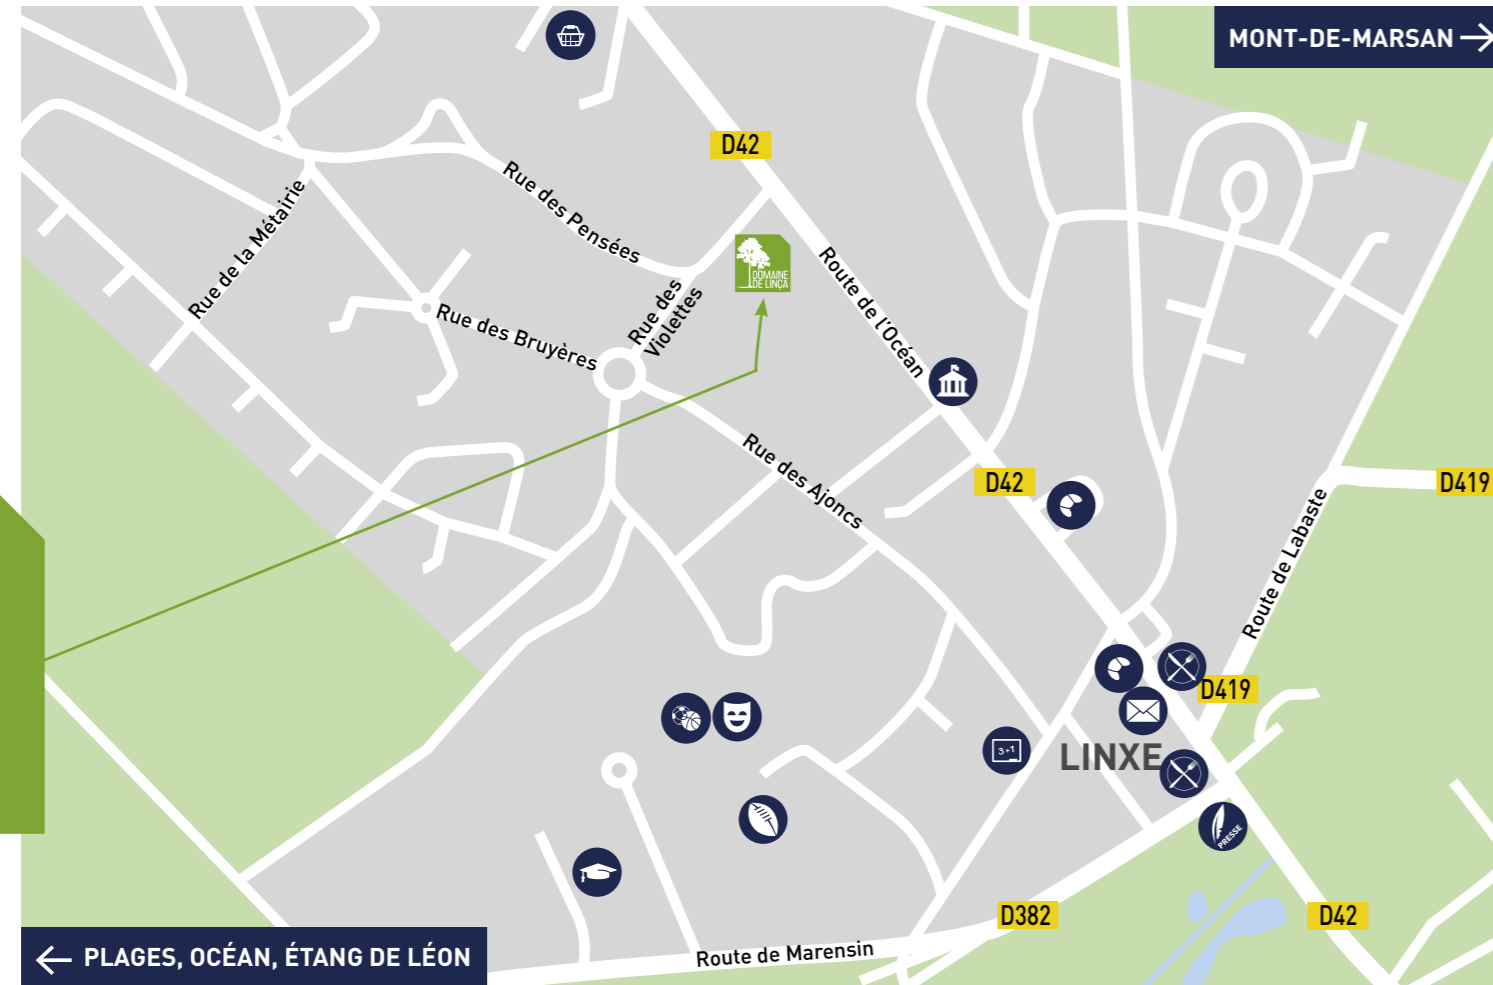 MONT-DE-MARSAN
D42
Rue des Pensées
Rue de la Métairie
DOMAINE
DE LINÇA
Route de l'Océan
Rue des
Violettes
Rue des Bruyères
Rue des Ajoncs
D42
D419
Route de Labaste
D419
3+1
LINXE
PRESSE
D382
D42
Route de Marensin
PLAGES, OCÉAN, ÉTANG DE LÉON